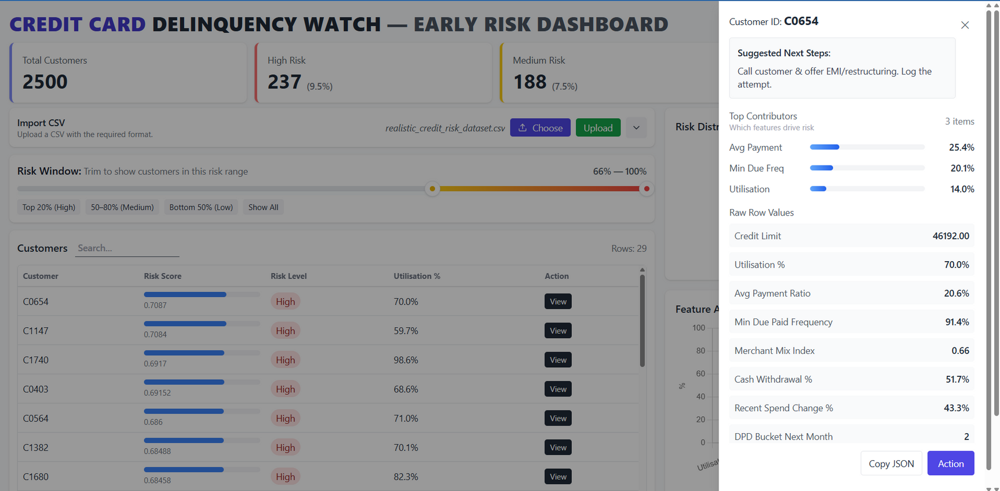 CREDIT CARD DELINQUENCY WATCH — EARLY RISK DASHBOARD
Total Customers
2500
High Risk
237 (9.5%)
Medium Risk
188 (7.5%)
Import CSV
Upload a CSV with the required format.
realistic_credit_risk_dataset.csv Choose Upload
Risk Window: Trim to show customers in this risk range 66% — 100%
Top 20% (High) 50–80% (Medium) Bottom 50% (Low) Show All
Customers Search... Rows: 29
Customer Risk Score Risk Level Utilisation % Action
C0654 0.7087 High 70.0% View
C1147 0.7084 High 59.7% View
C1740 0.6917 High 98.6% View
C0403 0.69152 High 68.6% View
C0564 0.686 High 71.0% View
C1382 0.68488 High 70.1% View
C1680 0.68458 High 82.3% View
Risk Distr
Feature A
100
80
60
40
20
0
%
Utilisat
Customer ID: C0654
Suggested Next Steps:
Call customer & offer EMI/restructuring. Log the
attempt.
Top Contributors
Which features drive risk
3 items
Avg Payment 25.4%
Min Due Freq 20.1%
Utilisation 14.0%
Raw Row Values
Credit Limit 46192.00
Utilisation % 70.0%
Avg Payment Ratio 20.6%
Min Due Paid Frequency 91.4%
Merchant Mix Index 0.66
Cash Withdrawal % 51.7%
Recent Spend Change % 43.3%
DPD Bucket Next Month 2
Copy JSON Action